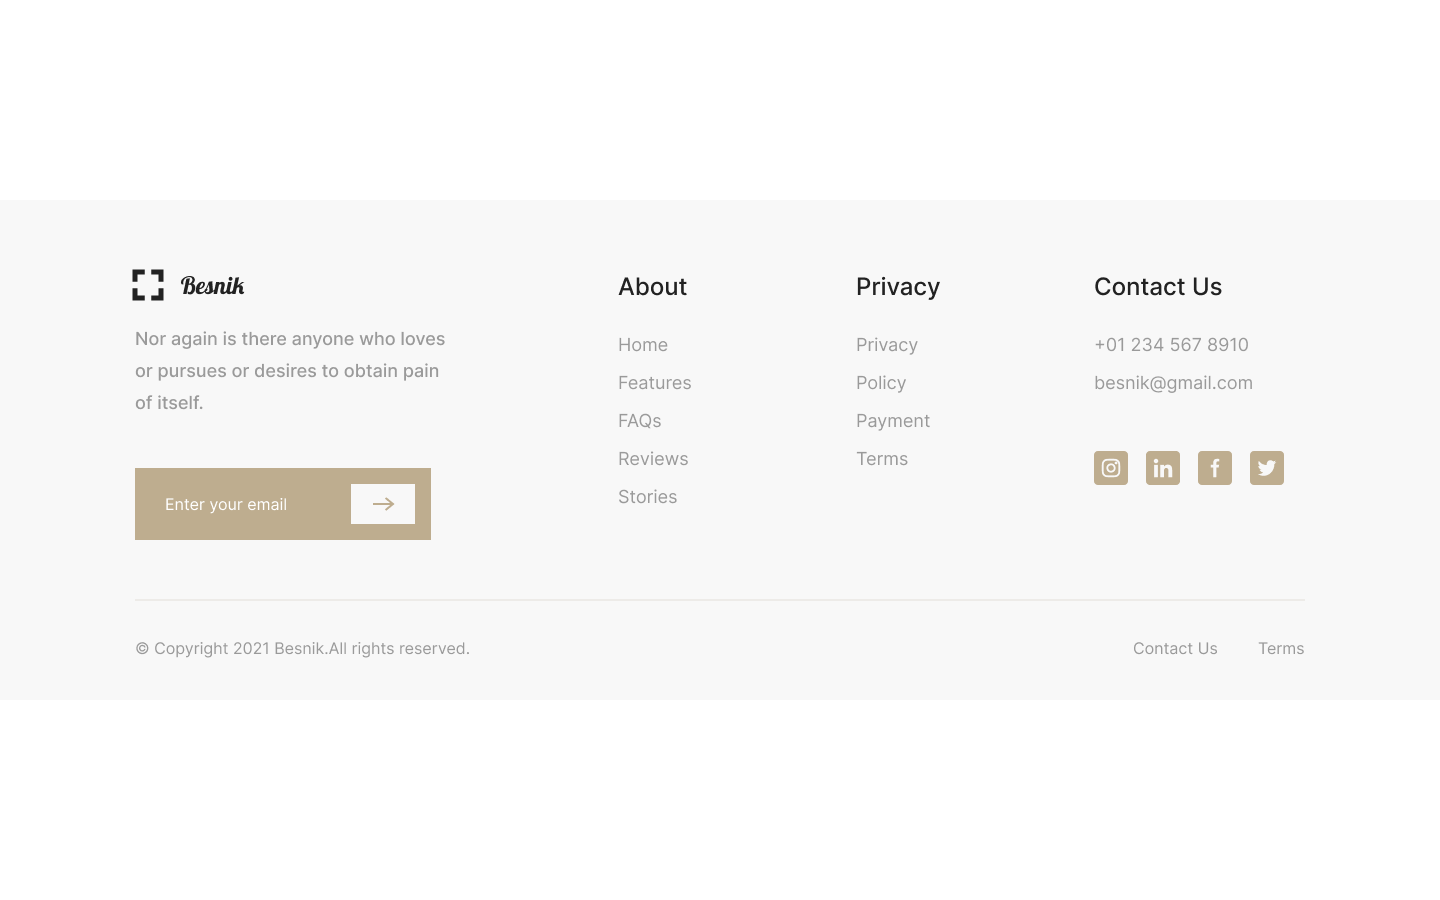 Besnik
Nor again is there anyone who loves
or pursues or desires to obtain pain
of itself.
Enter your email
About
Home
Features
FAQs
Reviews
Stories
Privacy
Privacy
Policy
Payment
Terms
Contact Us
+01 234 567 8910
besnik@gmail.com
© Copyright 2021 Besnik.All rights reserved.
Contact Us
Terms